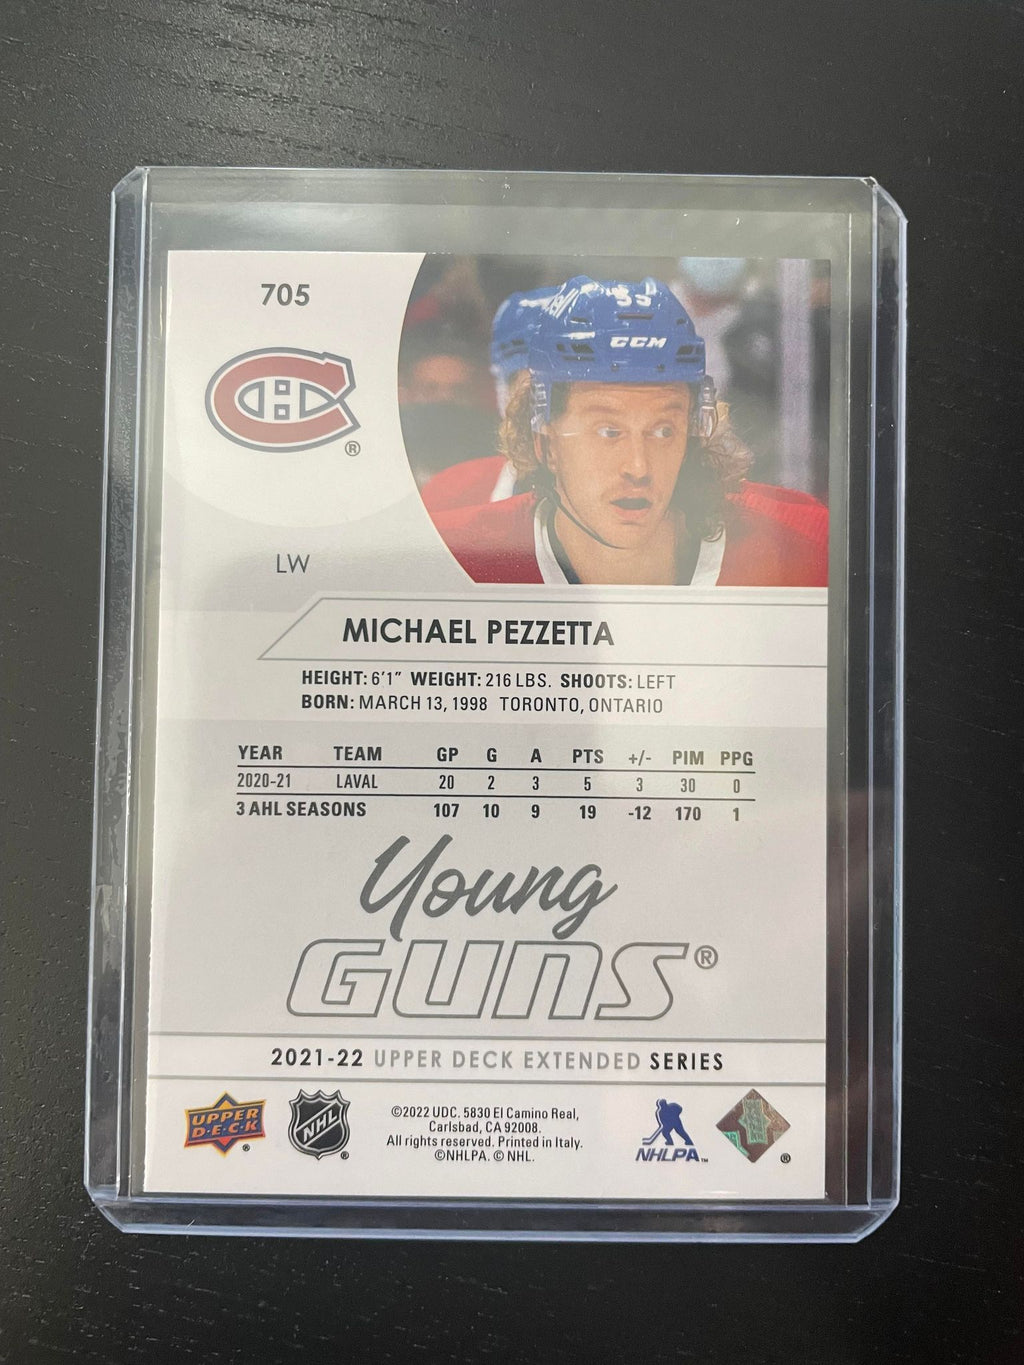 705
55
CCM
®
LW
MICHAEL PEZZETTA
HEIGHT: 6'1" WEIGHT: 216 LBS. SHOOTS: LEFT
BORN: MARCH 13, 1998 TORONTO, ONTARIO
YEAR TEAM GP G A PTS +/- PIM PPG
2020-21 LAVAL 20 2 3 5 3 30 0
3 AHL SEASONS 107 10 9 19 -12 170 1
Young
GUNS®
2021-22 UPPER DECK EXTENDED SERIES
UPPER
D·E·C·K ®
NHL ®
©2022 UDC. 5830 El Camino Real,
Carlsbad, CA 92008.
All rights reserved. Printed in Italy.
©NHLPA. © NHL.
NHLPA™
®